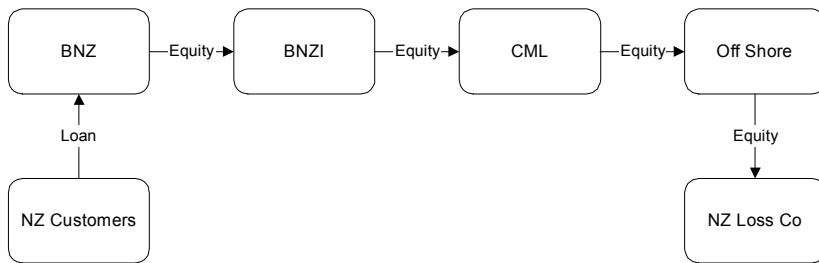 BNZ
Equity
BNZI
Equity
CML
Equity
Off Shore
Loan
Equity
NZ Customers
NZ Loss Co